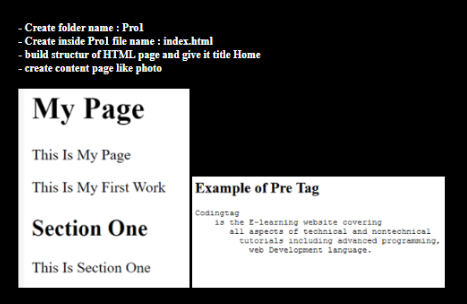 - Create folder name : Pro1
- Create inside Pro1 file name : index.html
- build structur of HTML page and give it title Home
- create content page like photo
My Page
This Is My Page
This Is My First Work
Section One
This Is Section One
Example of Pre Tag
Codingtag
is the E-learning website covering
all aspects of technical and nontechnical
tutorials including advanced programming,
web Development language.